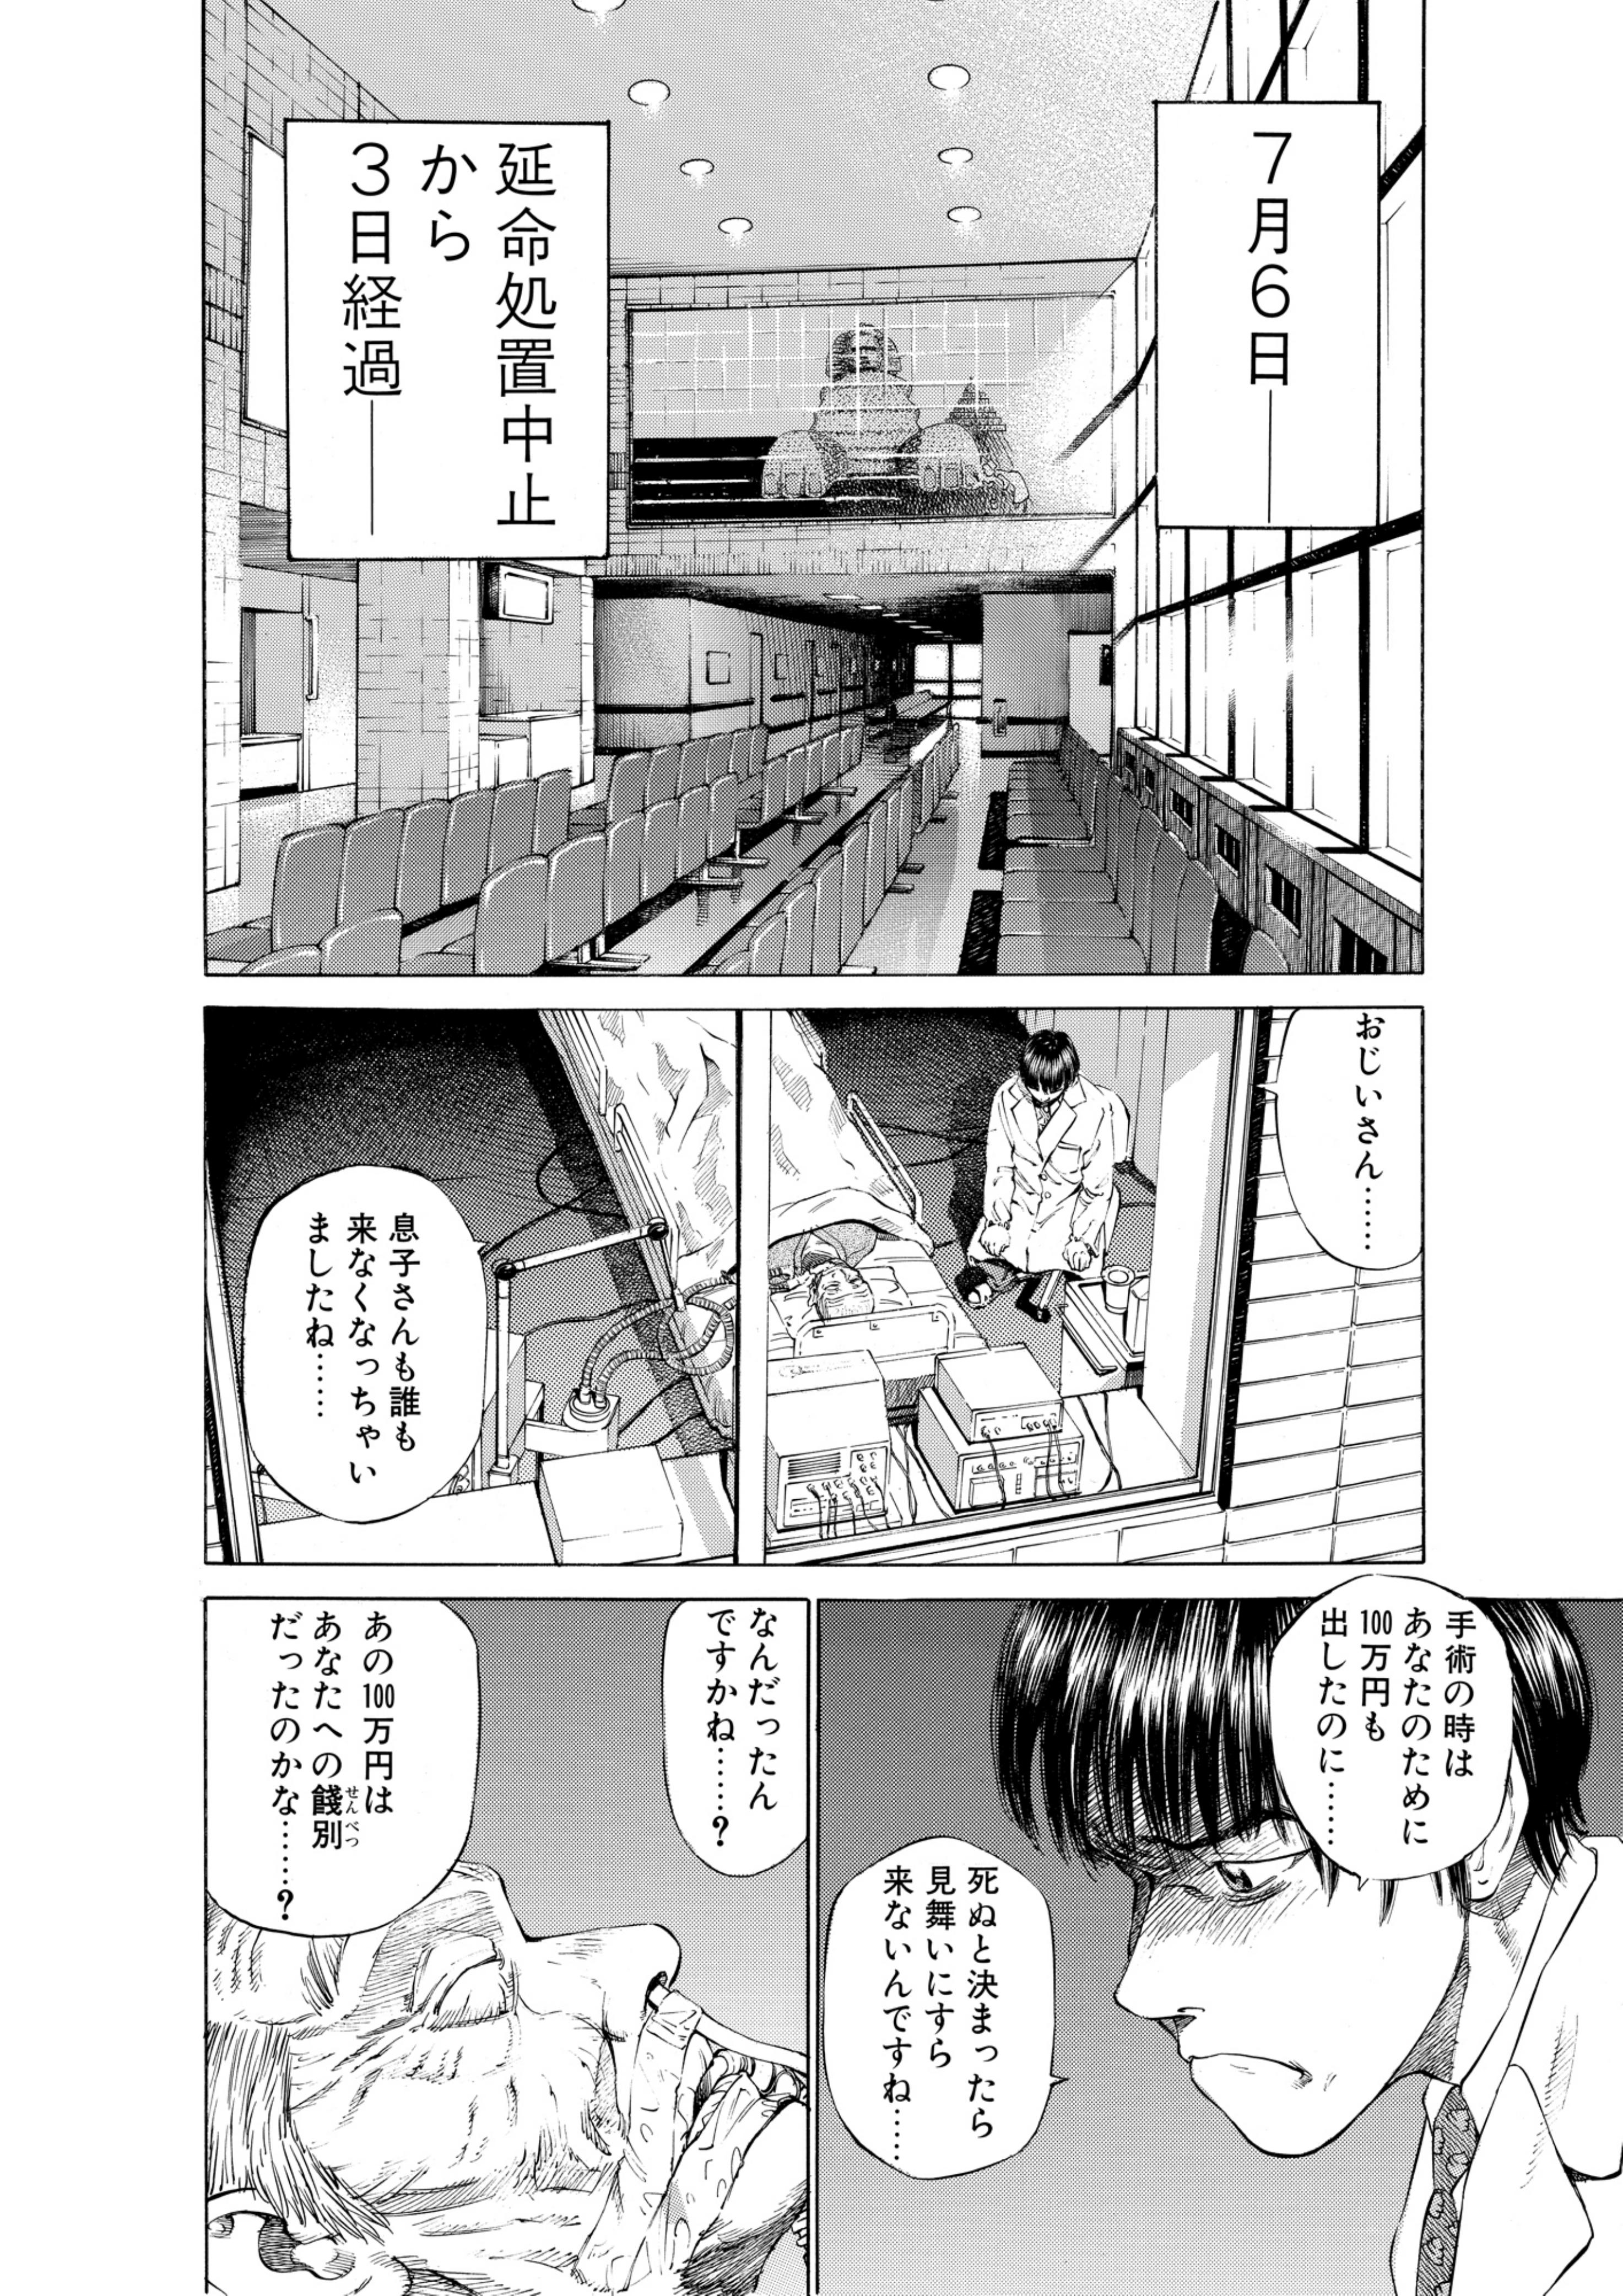 7月6日――
延命処置中止
から
3日経過――
おじいさん……
息子さんも誰も
来なくなっちゃい
ましたね……
手術の時は
あなたのために
100万円も
出したのに……
死ぬと決まったら
見舞いにすら
来ないんですね……
なんだったん
ですかね……?
あの100万円は
あなたへの餞別
せんべつ
だったのかな……?